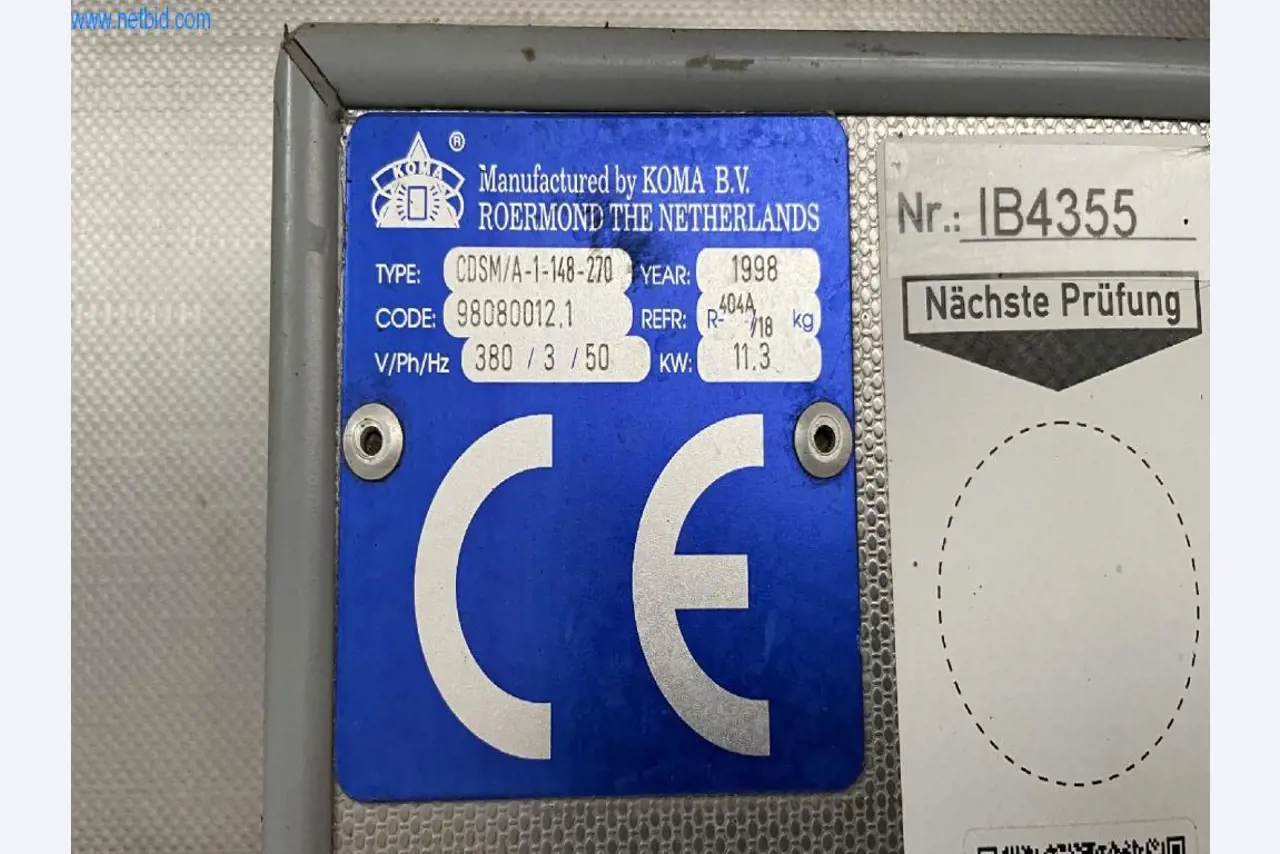 www.netbid.com
KOMA ®
Manufactured by KOMA B.V.
ROERMOND THE NETHERLANDS
TYPE: CDSM/A-1-148-270 YEAR: 1998
CODE: 98080012.1 REFR: R-404A/18 kg
V/Ph/Hz 380 / 3 / 50 KW: 11.3
CE
Nr.: IB4355
Nächste Prüfung